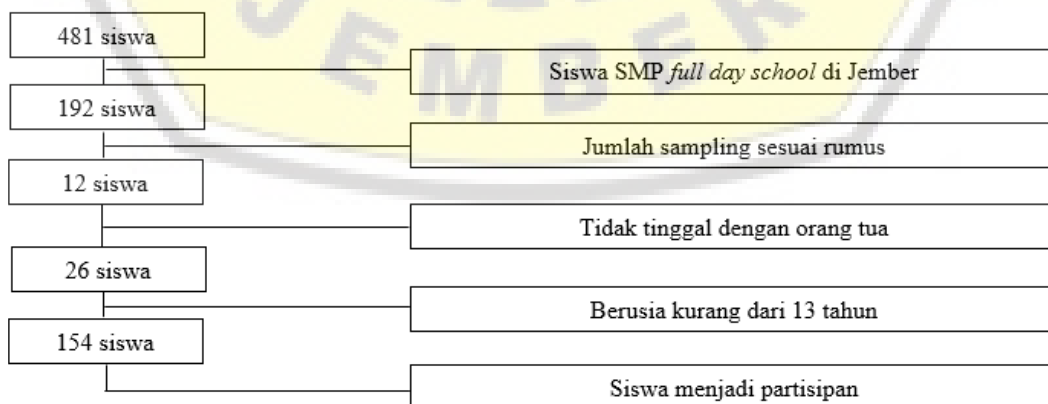 JEMBER
481 siswa
Siswa SMP full day school di Jember
192 siswa
Jumlah sampling sesuai rumus
12 siswa
Tidak tinggal dengan orang tua
26 siswa
Berusia kurang dari 13 tahun
154 siswa
Siswa menjadi partisipan